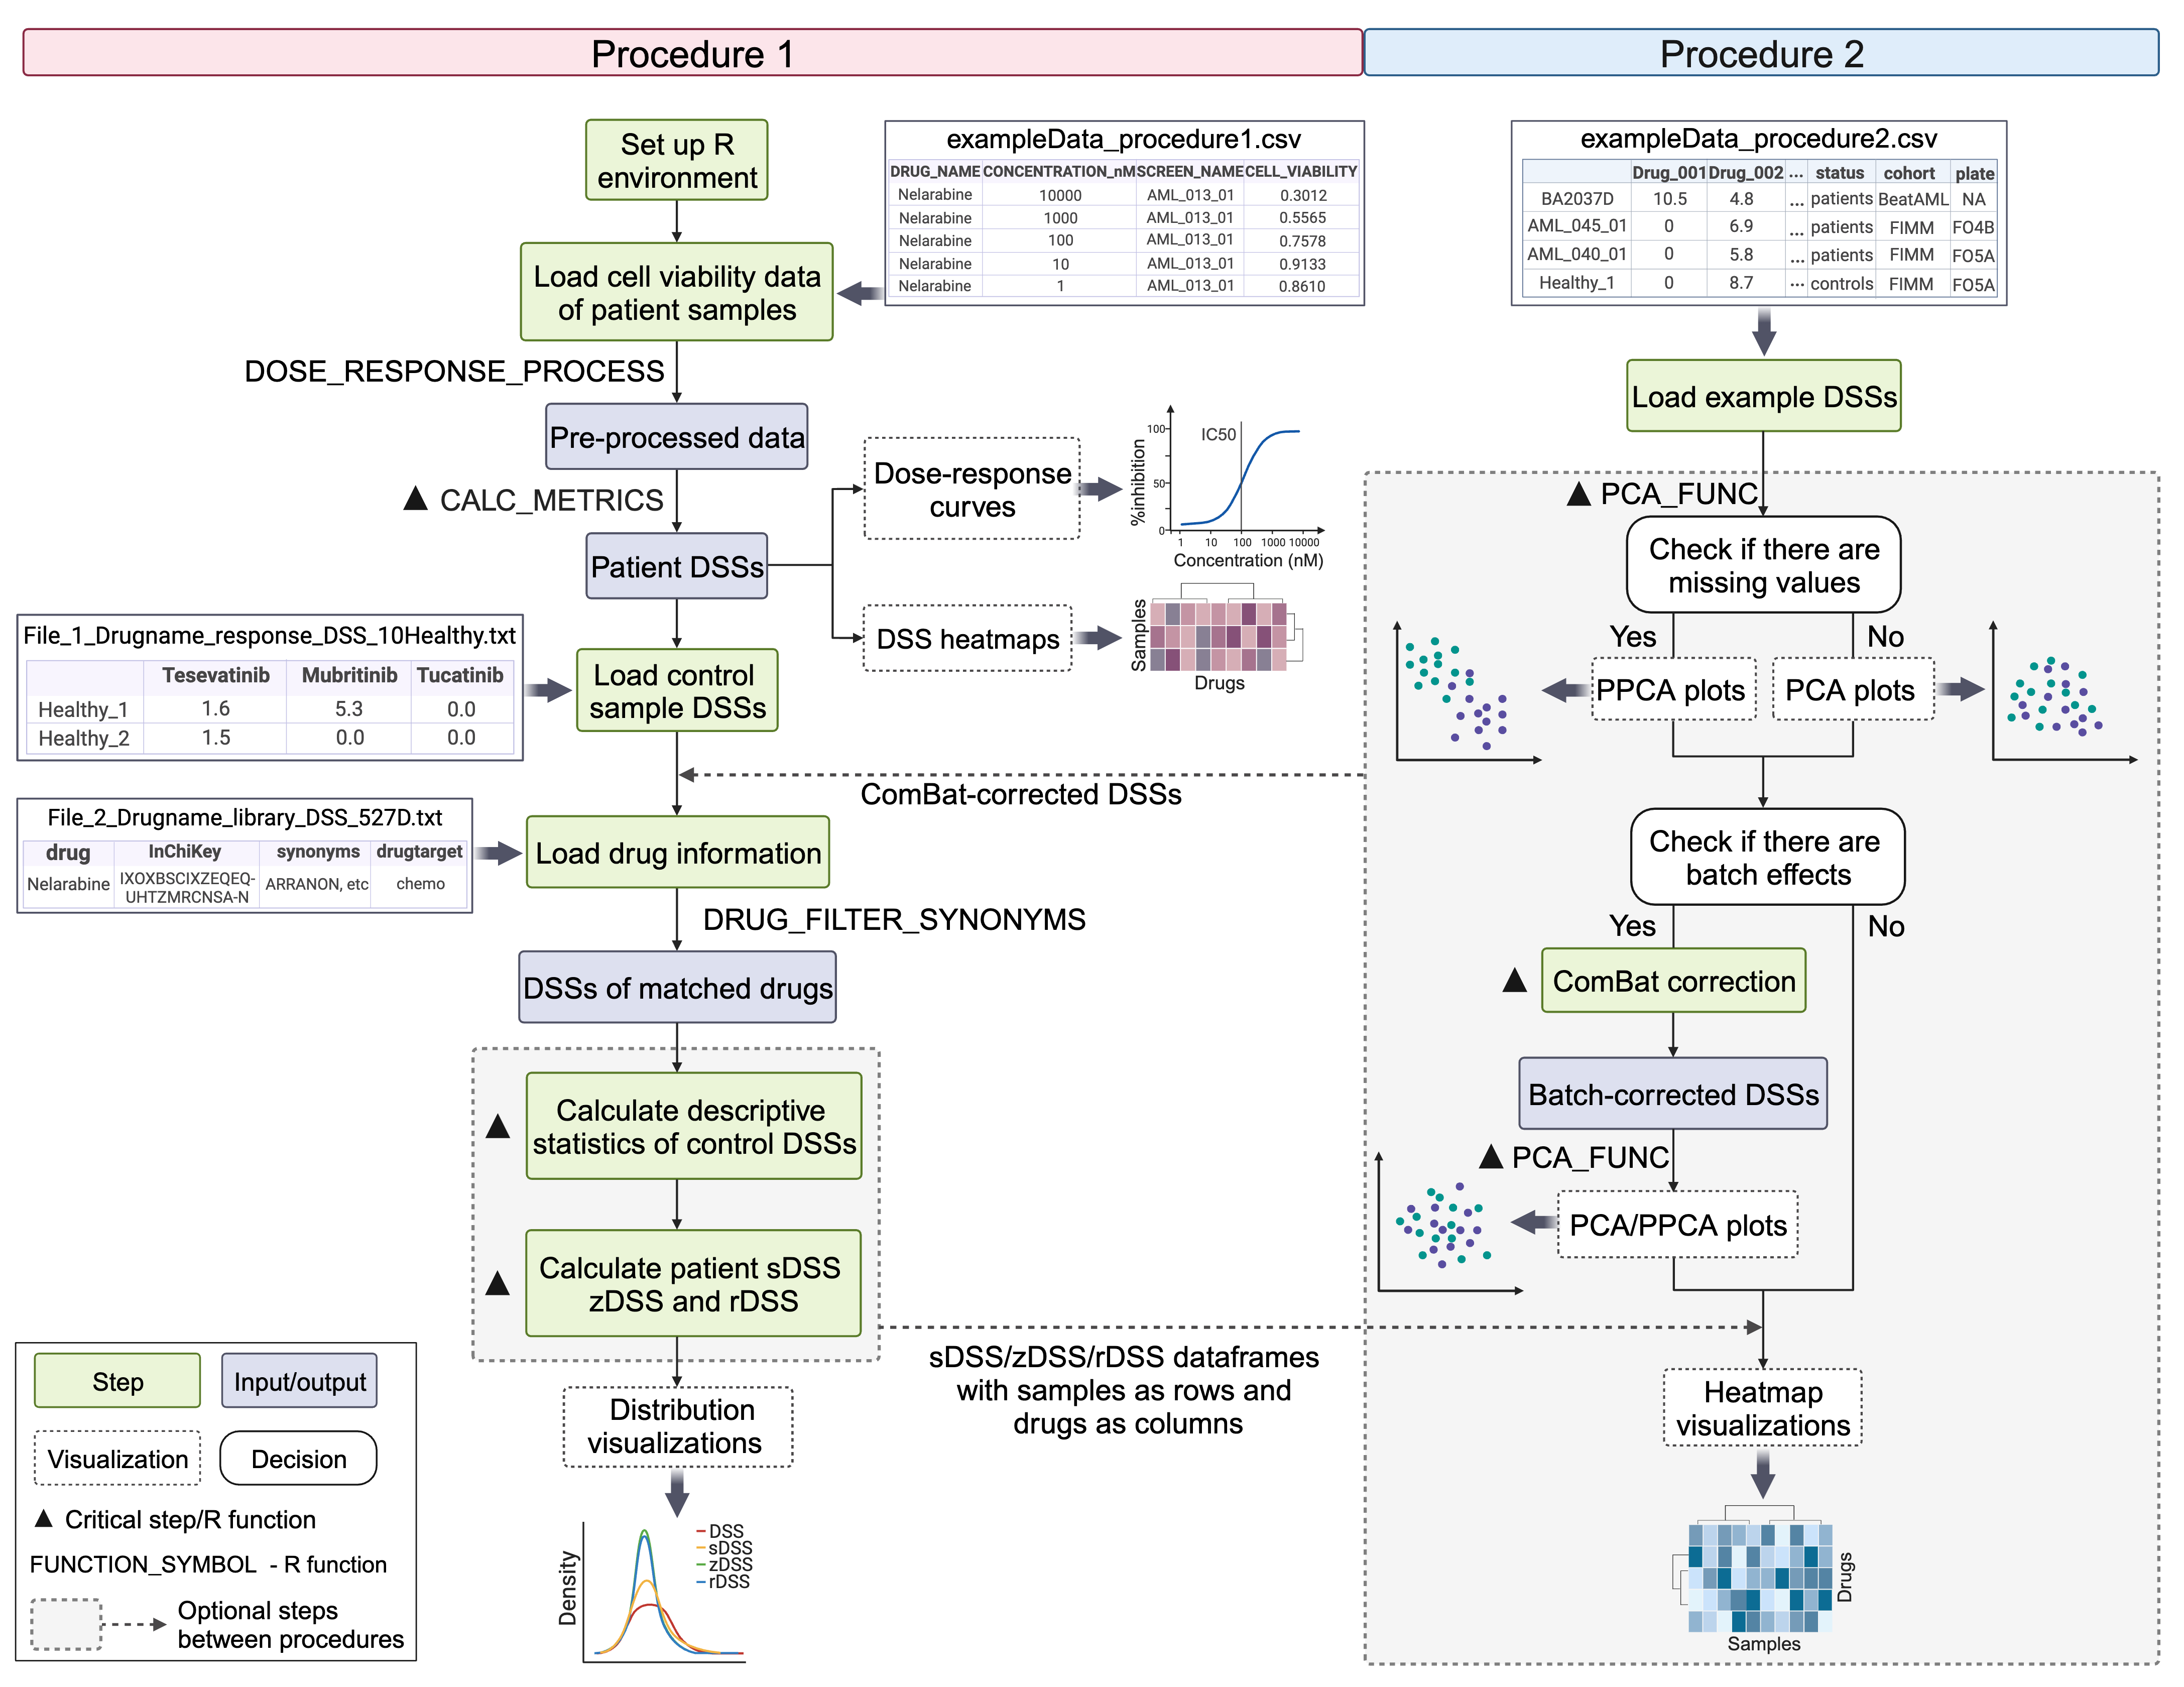 Procedure 1
Set up R
environment
exampleData_procedure1.csv
DRUG_NAME CONCENTRATION_nM SCREEN_NAME CELL_VIABILITY
Nelarabine 10000 AML_013_01 0.3012
Nelarabine 1000 AML_013_01 0.5565
Nelarabine 100 AML_013_01 0.7578
Nelarabine 10 AML_013_01 0.9133
Nelarabine 1 AML_013_01 0.8610
Load cell viability data
of patient samples
DOSE_RESPONSE_PROCESS
Pre-processed data
▲ CALC_METRICS
Patient DSSs
Dose-response
curves
%inhibition
100
50
0
IC50
1 10 100 1000 10000
Concentration (nM)
DSS heatmaps
Samples
Drugs
File_1_Drugname_response_DSS_10Healthy.txt
Tesevatinib Mubritinib Tucatinib
Healthy_1 1.6 5.3 0.0
Healthy_2 1.5 0.0 0.0
Load control
sample DSSs
ComBat-corrected DSSs
File_2_Drugname_library_DSS_527D.txt
drug InChiKey synonyms drugtarget
Nelarabine IXOXBSCIXZEQEQ- ARRANON, etc chemo
UHTZMRCNSA-N
Load drug information
DRUG_FILTER_SYNONYMS
DSSs of matched drugs
▲ Calculate descriptive
statistics of control DSSs
▲ Calculate patient sDSS
zDSS and rDSS
sDSS/zDSS/rDSS dataframes
with samples as rows and
drugs as columns
Distribution
visualizations
Density
DSS
sDSS
zDSS
rDSS
Step
Input/output
Visualization
Decision
▲ Critical step/R function
FUNCTION_SYMBOL - R function
Optional steps
between procedures
Procedure 2
exampleData_procedure2.csv
Drug_001 Drug_002 ... status cohort plate
BA2037D 10.5 4.8 ... patients BeatAML NA
AML_045_01 0 6.9 ... patients FIMM FO4B
AML_040_01 0 5.8 ... patients FIMM FO5A
Healthy_1 0 8.7 ... controls FIMM FO5A
Load example DSSs
▲ PCA_FUNC
Check if there are
missing values
Yes
No
PPCA plots
PCA plots
Check if there are
batch effects
Yes
No
▲ ComBat correction
Batch-corrected DSSs
▲ PCA_FUNC
PCA/PPCA plots
Heatmap
visualizations
Drugs
Samples